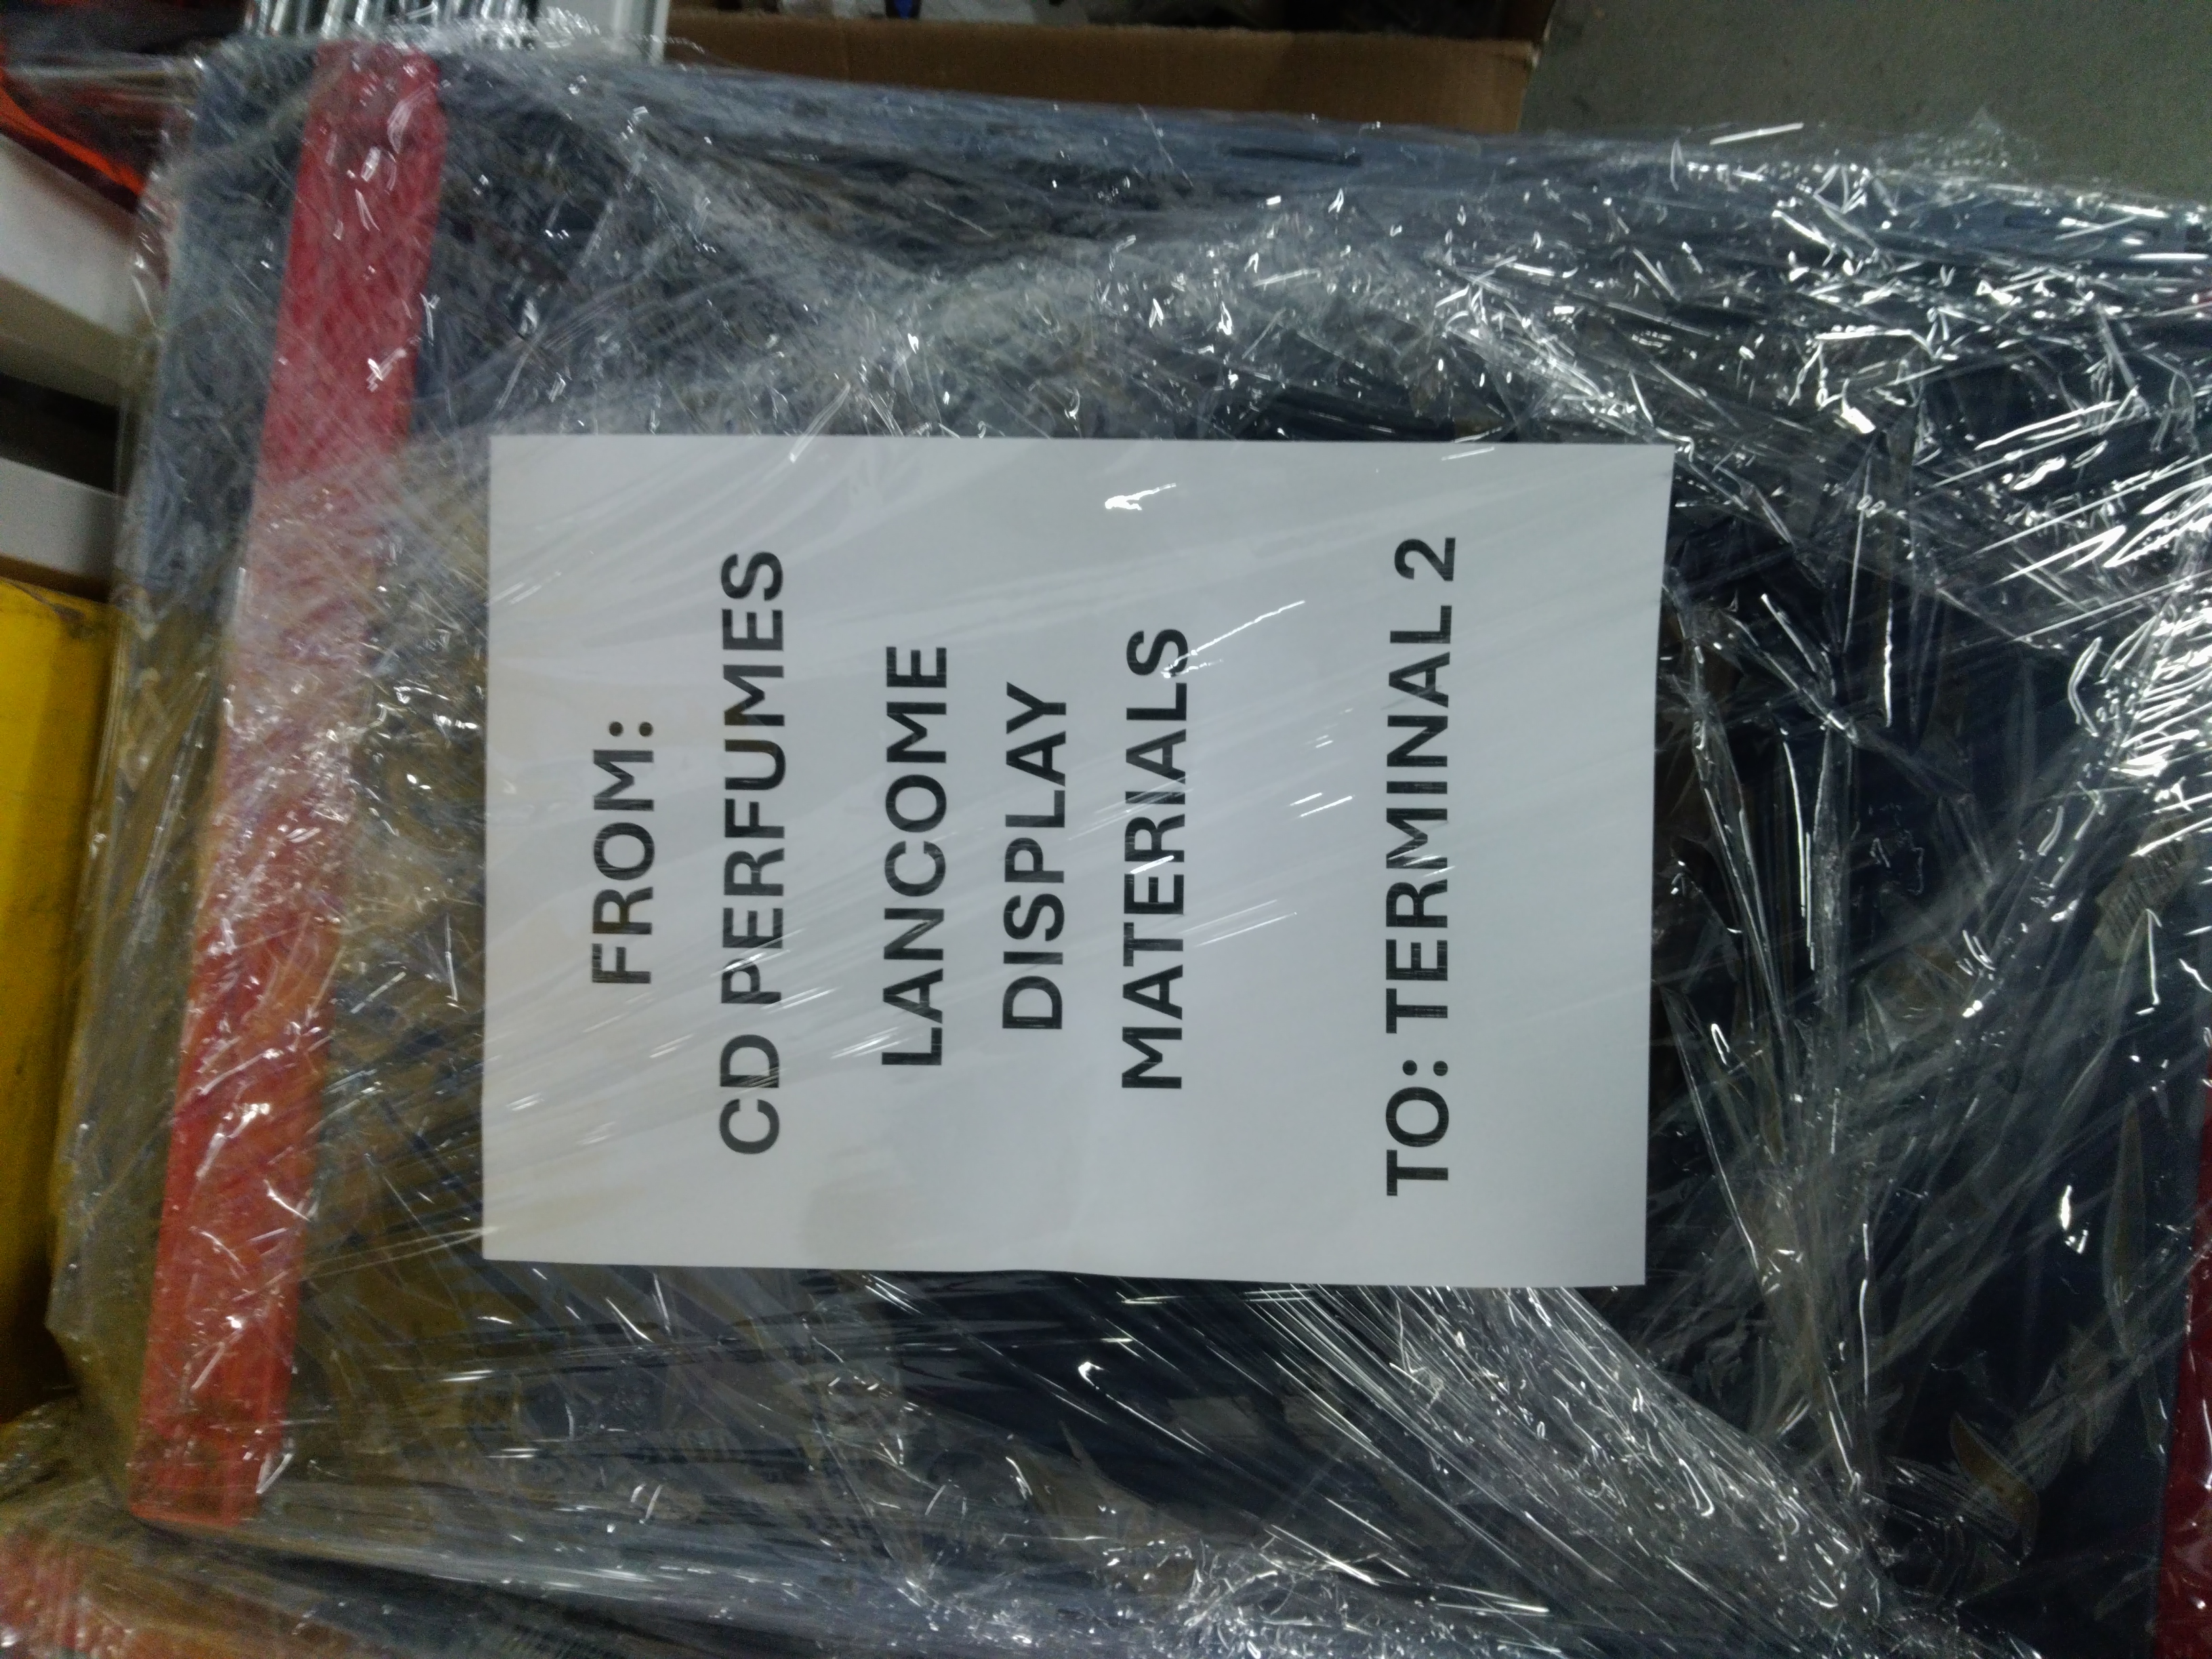 FROM:
CD PERFUMES
LANCOME
DISPLAY
MATERIALS
TO: TERMINAL 2